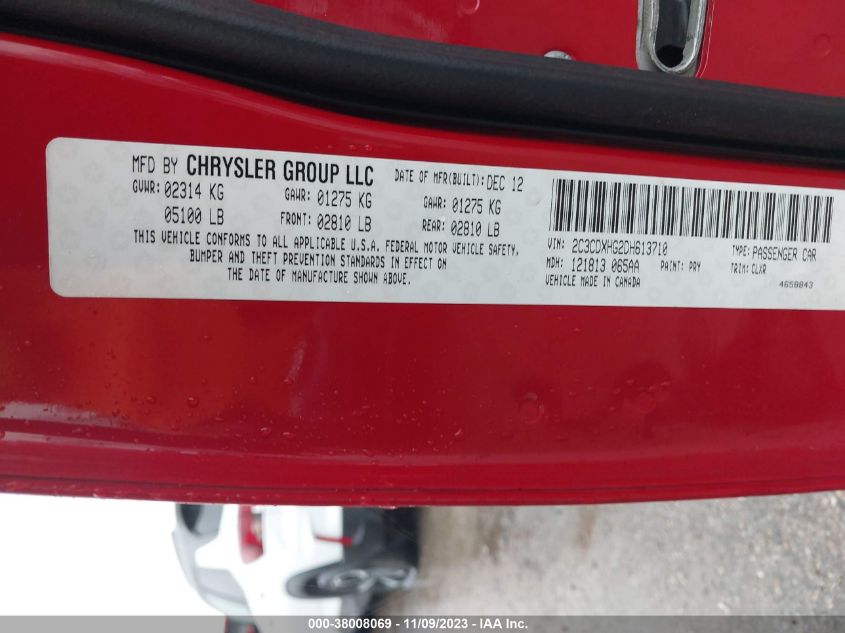 MFD BY CHRYSLER GROUP LLC DATE OF MFR(BUILT):DEC 12
GVWR: 02314 KG GAWR: 01275 KG GAWR: 01275 KG
05100 LB FRONT: 02810 LB REAR: 02810 LB
THIS VEHICLE CONFORMS TO ALL APPLICABLE U.S.A. FEDERAL MOTOR VEHICLE SAFETY,
BUMPER AND THEFT PREVENTION STANDARDS IN EFFECT ON
THE DATE OF MANUFACTURE SHOWN ABOVE.
VIN: 2C3CDXHG2DH613710 TYPE: PASSENGER CAR
MDH: 121813 065AA PAINT: PRY TRIM: CLXR
VEHICLE MADE IN CANADA 4658843
000-38008069 - 11/09/2023 - IAA Inc.